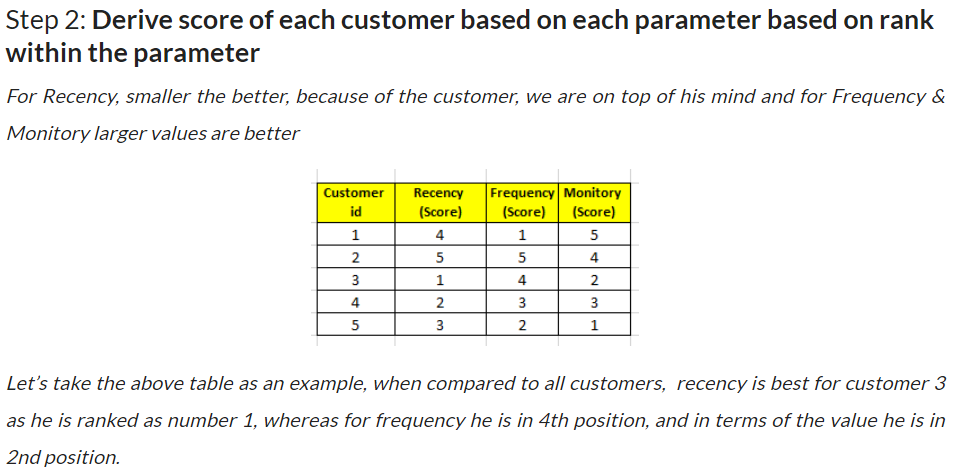 Step 2: Derive score of each customer based on each parameter based on rank
within the parameter
For Recency, smaller the better, because of the customer, we are on top of his mind and for Frequency &
Monitory larger values are better
Customer id Recency (Score) Frequency (Score) Monitory (Score)
1 4 1 5
2 5 5 4
3 1 4 2
4 2 3 3
5 3 2 1
Let’s take the above table as an example, when compared to all customers, recency is best for customer 3
as he is ranked as number 1, whereas for frequency he is in 4th position, and in terms of the value he is in
2nd position.